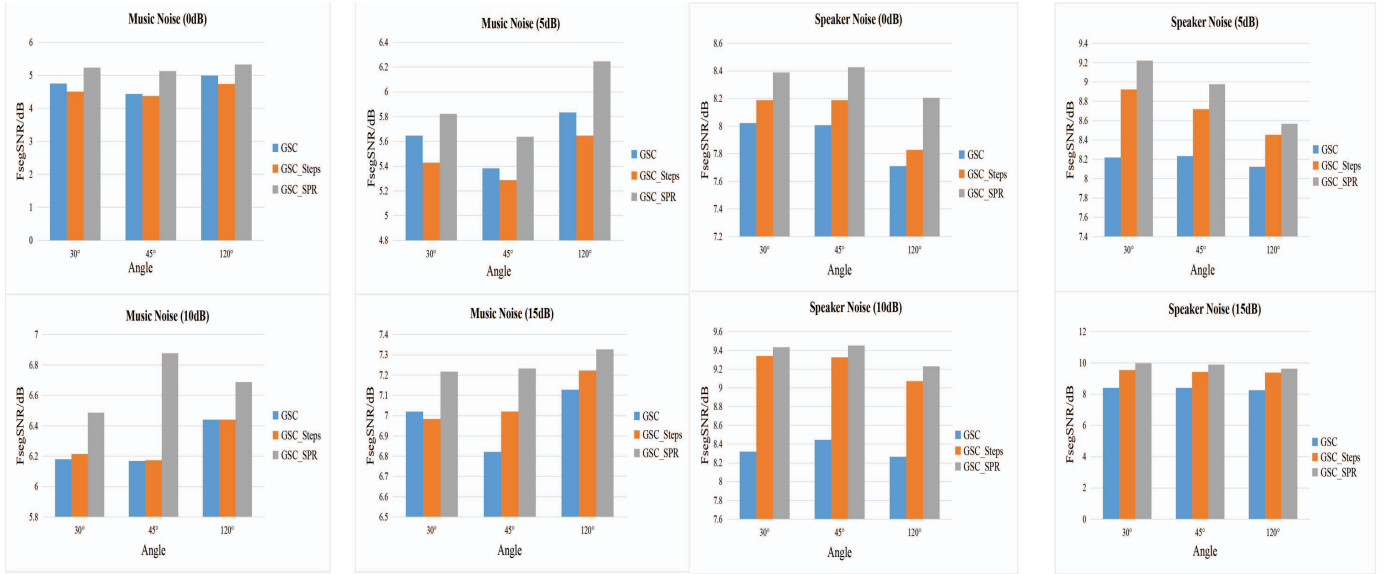 Music Noise (0dB)
6
5
4
3
2
1
0
FsegSNR/dB
30° 45° 120°
Angle
GSC
GSC_Steps
GSC_SPR
Music Noise (5dB)
6.4
6.2
6
5.8
5.6
5.4
5.2
5
4.8
FsegSNR/dB
30° 45° 120°
Angle
GSC
GSC_Steps
GSC_SPR
Speaker Noise (0dB)
8.6
8.4
8.2
8
7.8
7.6
7.4
7.2
FsegSNR/dB
30° 45° 120°
Angle
GSC
GSC_Steps
GSC_SPR
Speaker Noise (5dB)
9.4
9.2
9
8.8
8.6
8.4
8.2
8
7.8
7.6
7.4
FsegSNR/dB
30° 45° 120°
Angle
GSC
GSC_Steps
GSC_SPR
Music Noise (10dB)
7
6.8
6.6
6.4
6.2
6
5.8
FsegSNR/dB
30° 45° 120°
Angle
GSC
GSC_Steps
GSC_SPR
Music Noise (15dB)
7.4
7.3
7.2
7.1
7
6.9
6.8
6.7
6.6
6.5
FsegSNR/dB
30° 45° 120°
Angle
GSC
GSC_Steps
GSC_SPR
Speaker Noise (10dB)
9.6
9.4
9.2
9
8.8
8.6
8.4
8.2
8
7.8
7.6
FsegSNR/dB
30° 45° 120°
Angle
GSC
GSC_Steps
GSC_SPR
Speaker Noise (15dB)
12
10
8
6
4
2
0
FsegSNR/dB
30° 45° 120°
Angle
GSC
GSC_Steps
GSC_SPR